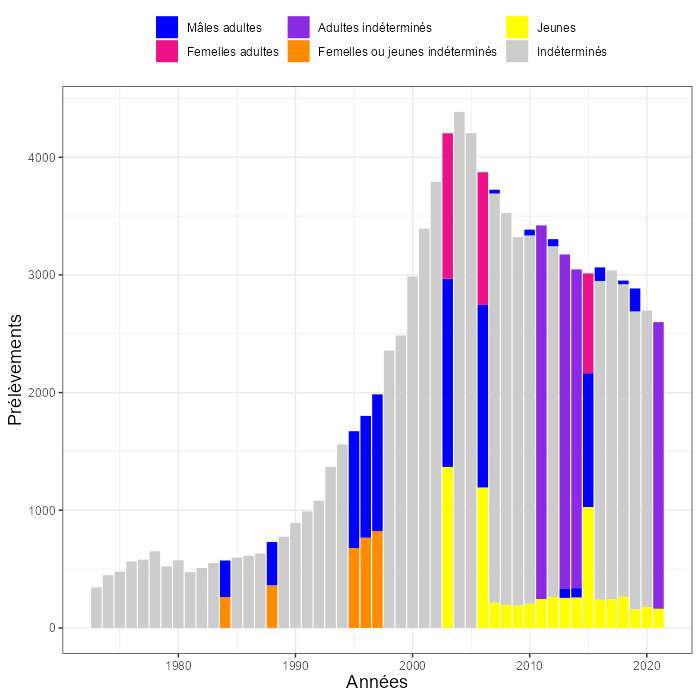 Mâles adultes Adultes indéterminés Jeunes
Femelles adultes Femelles ou jeunes indéterminés Indéterminés
4000
3000
2000
1000
0
Prélèvements
1980 1990 2000 2010 2020
Années